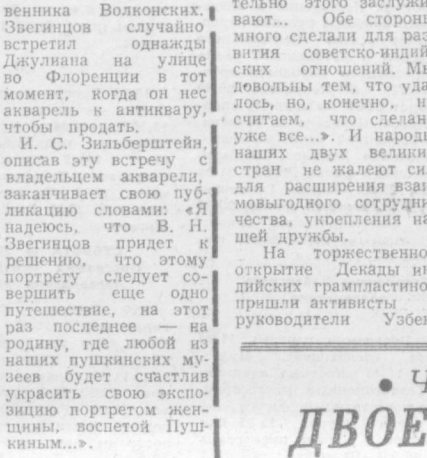 венника Волконских.
Звегинцов случайно
встретил однажды
Джулиана на улице
во Флоренции в тот
момент, когда он нес
акварель к антиквару,
чтобы продать.
И. С. Зильберштейн,
описав эту встречу с
владельцем акварели,
заканчивает свою пуб-
ликацию словами: «Я
надеюсь, что В. Н.
Звегинцов придет к
решению, что этому
портрету следует со-
вершить еще одно
путешествие, на этот
раз последнее — на
родину, где любой из
наших пушкинских му-
зеев будет счастлив
украсить свою экспо-
зицию портретом жен-
щины, воспетой Пуш-
киным...».
тельно этого заслужи
вают... Обе сторон
много сделали для раз
вития советско-индий
ских отношений. Мы
довольны тем, что уда
лось, но, конечно, н
считаем, что сделан
уже все...». И народ
наших двух велики
стран не жалеют си
для расширения взаи
мовыгодного сотрудни
чества, укрепления на
шей дружбы.
На торжественно
открытие Декады ин
дийских грампластино
пришли активисты
руководители Узбек
• Ч
ДВОЕ